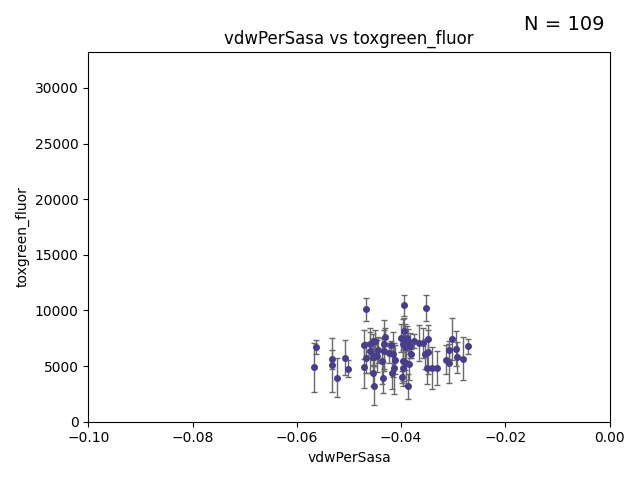 N = 109
vdwPerSasa vs toxgreen_fluor
30000
25000
20000
15000
10000
5000
0
toxgreen_fluor
−0.10 −0.08 −0.06 −0.04 −0.02 0.00
vdwPerSasa